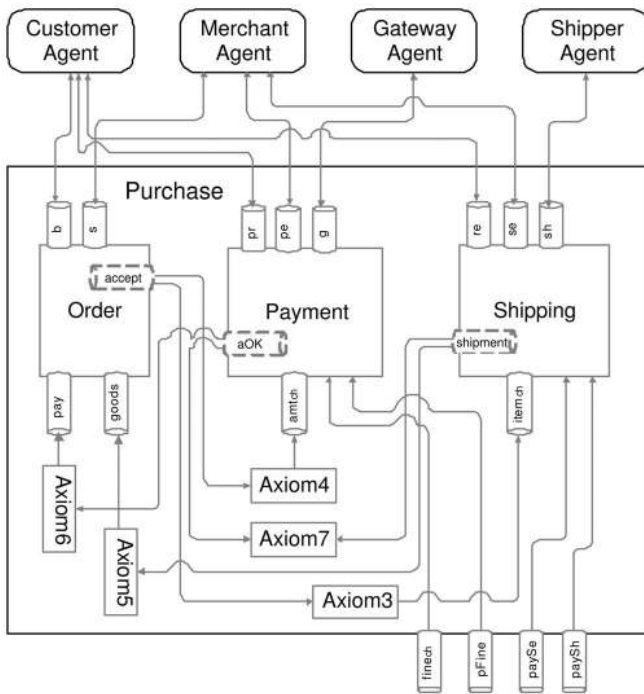 Customer
Agent
Merchant
Agent
Gateway
Agent
Shipper
Agent
Purchase
b
s
pr
pe
g
re
se
sh
accept
Order
Payment
Shipping
aOK
shipment
pay
goods
amtch
itemch
Axiom6
Axiom5
Axiom4
Axiom7
Axiom3
finech
pFine
paySe
paySh